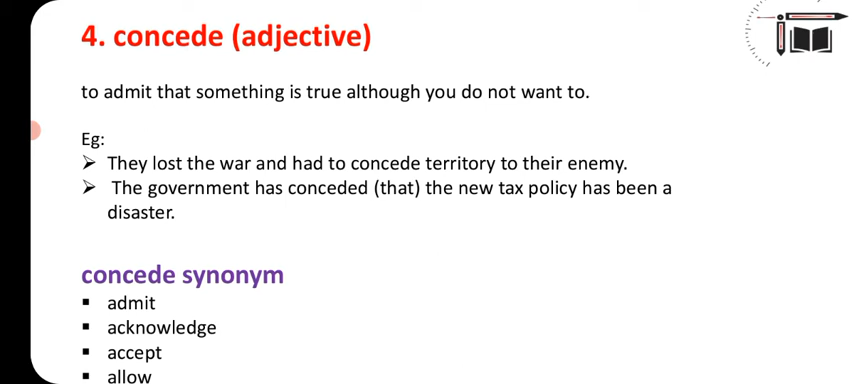 4. concede (adjective)
to admit that something is true although you do not want to.
Eg:
➢ They lost the war and had to concede territory to their enemy.
➢ The government has conceded (that) the new tax policy has been a
disaster.
concede synonym
▪ admit
▪ acknowledge
▪ accept
▪ allow